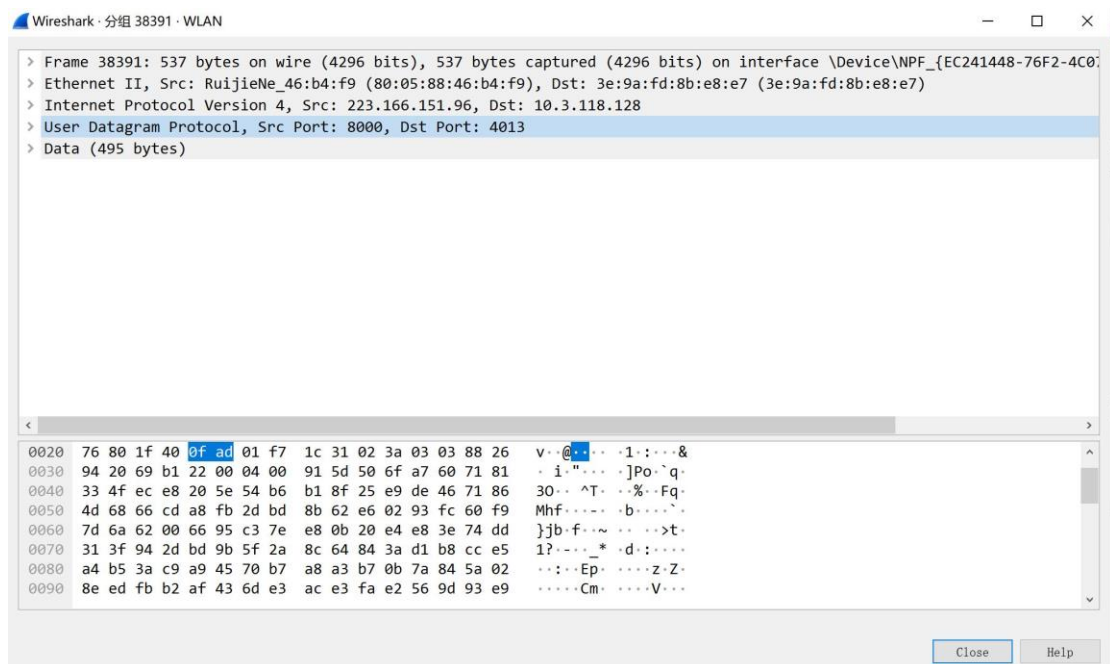 Wireshark · 分组 38391 · WLAN
Frame 38391: 537 bytes on wire (4296 bits), 537 bytes captured (4296 bits) on interface \Device\NPF_{EC241448-76F2-4C07
Ethernet II, Src: RuijieNe_46:b4:f9 (80:05:88:46:b4:f9), Dst: 3e:9a:fd:8b:e8:e7 (3e:9a:fd:8b:e8:e7)
Internet Protocol Version 4, Src: 223.166.151.96, Dst: 10.3.118.128
User Datagram Protocol, Src Port: 8000, Dst Port: 4013
Data (495 bytes)
0020 76 80 1f 40 0f ad 01 f7 1c 31 02 3a 03 03 88 26 v··@···· ·1·:···&
0030 94 20 69 b1 22 00 04 00 91 5d 50 6f a7 60 71 81 · i·"··· ·]Po·`q·
0040 33 4f ec e8 20 5e 54 b6 b1 8f 25 e9 de 46 71 86 3O·· ^T· ··%··Fq·
0050 4d 68 66 cd a8 fb 2d bd 8b 62 e6 02 93 fc 60 f9 Mhf···-· ·b····`·
0060 7d 6a 62 00 66 95 c3 7e e8 0b 20 e4 e8 3e 74 dd }jb·f··~ ·· ··>t·
0070 31 3f 94 2d bd 9b 5f 2a 8c 64 84 3a d1 b8 cc e5 1?·-··_* ·d·:····
0080 a4 b5 3a c9 a9 45 70 b7 a8 a3 b7 0b 7a 84 5a 02 ··:··Ep· ····z·Z·
0090 8e ed fb b2 af 43 6d e3 ac e3 fa e2 56 9d 93 e9 ·····Cm· ····V···
Close Help